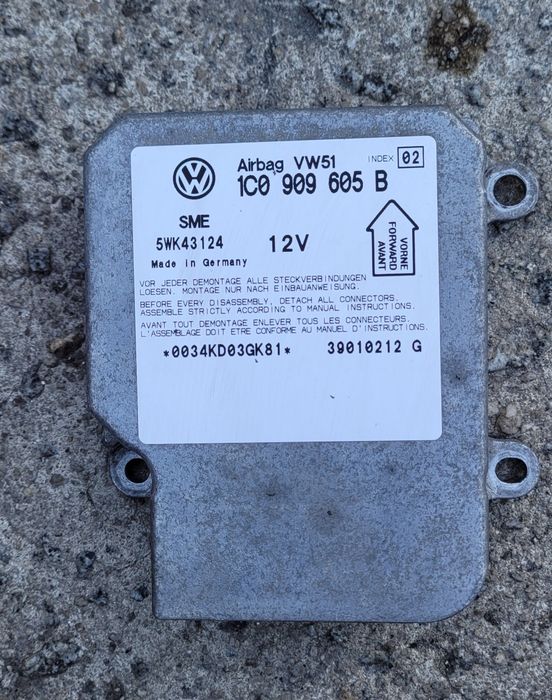 Airbag VW51 INDEX 02
1C0 909 605 B
SME
5WK43124 12V
Made in Germany
VORNE
FORWARD
AVANT
VOR JEDER DEMONTAGE ALLE STECKVERBINDUNGEN
LOESEN. MONTAGE NUR NACH EINBAUANWEISUNG.
BEFORE EVERY DISASSEMBLY, DETACH ALL CONNECTORS.
ASSEMBLE STRICTLY ACCORDING TO MANUAL INSTRUCTIONS.
AVANT TOUT DEMONTAGE ENLEVER TOUS LES CONNECTEURS.
L'ASSEMBLAGE DOIT ETRE CONFORME AU MANUEL D'INSTRUCTIONS.
*0034KD03GK81* 39010212 G